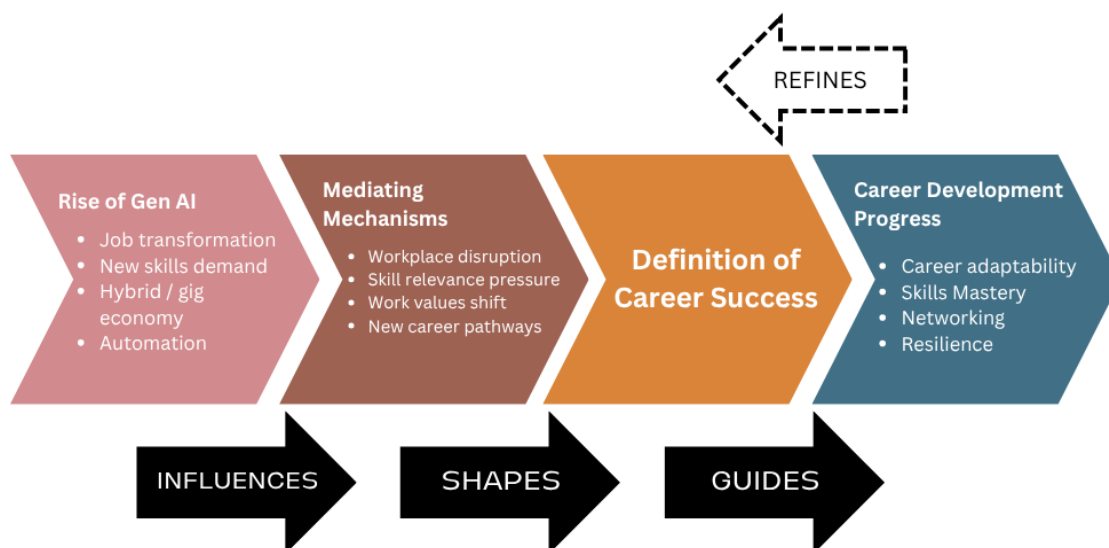 REFINES
Rise of Gen AI
• Job transformation
• New skills demand
• Hybrid / gig
economy
• Automation
Mediating
Mechanisms
• Workplace disruption
• Skill relevance pressure
• Work values shift
• New career pathways
Definition of
Career Success
Career Development
Progress
• Career adaptability
• Skills Mastery
• Networking
• Resilience
INFLUENCES
SHAPES
GUIDES